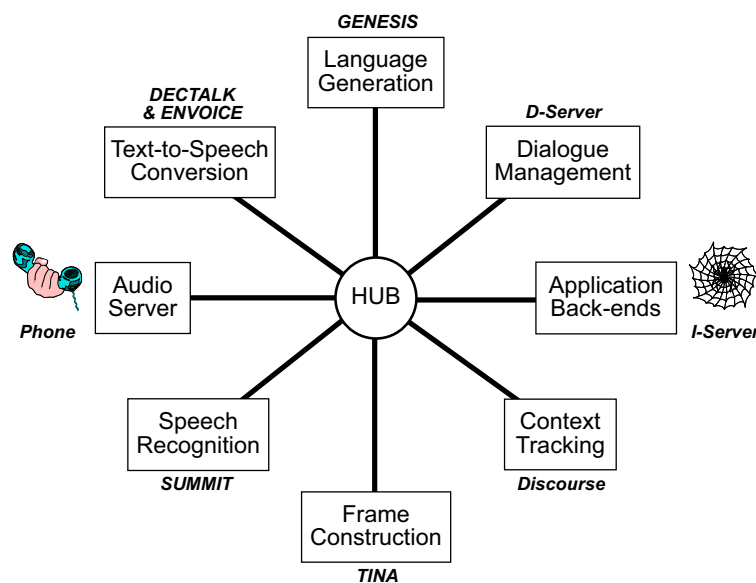 GENESIS
Language
Generation
DECTALK
& ENVOICE
Text-to-Speech
Conversion
D-Server
Dialogue
Management
Phone
Audio
Server
HUB
Application
Back-ends
I-Server
Speech
Recognition
SUMMIT
Context
Tracking
Discourse
Frame
Construction
TINA